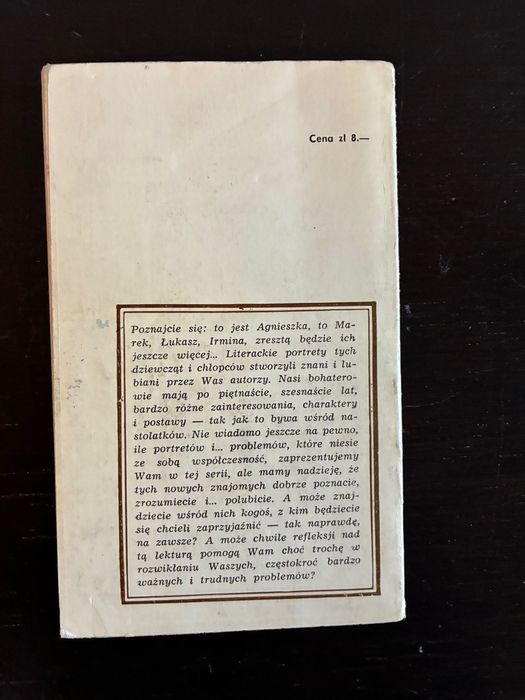 Cena zł 8.—
Poznajcie się: to jest Agnieszka, to Ma-
rek, Łukasz, Irmina, zresztą będzie ich
jeszcze więcej... Literackie portrety tych
dziewcząt i chłopców stworzyli znani i lu-
biani przez Was autorzy. Nasi bohatero-
wie mają po piętnaście, szesnaście lat,
bardzo różne zainteresowania, charaktery
i postawy — tak jak to bywa wśród na-
stolatków. Nie wiadomo jeszcze na pewno,
ile portretów i... problemów, które niesie
ze sobą współczesność, zaprezentujemy
Wam w tej serii, ale mamy nadzieję, że
tych nowych znajomych dobrze poznacie,
zrozumiecie i... polubicie. A może znaj-
dziecie wśród nich kogoś, z kim będziecie
się chcieli zaprzyjaźnić — tak naprawdę,
na zawsze? A może chwile refleksji nad
tą lekturą pomogą Wam choć trochę w
rozwikłaniu Waszych, częstokroć bardzo
ważnych i trudnych problemów?